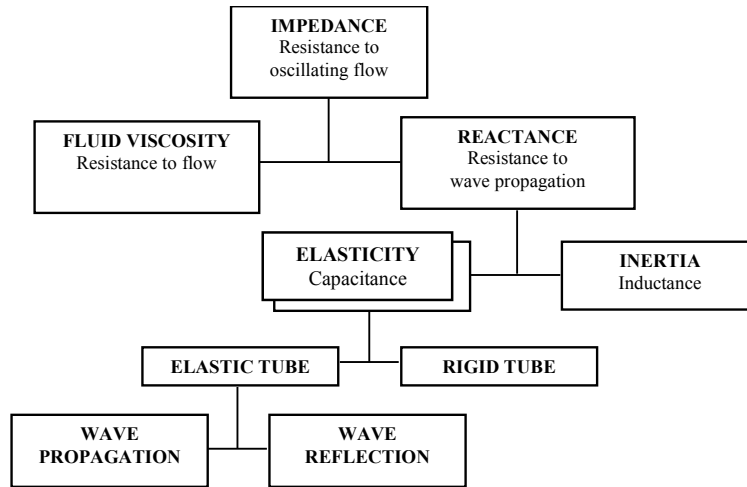 IMPEDANCE
Resistance to
oscillating flow
FLUID VISCOSITY
Resistance to flow
REACTANCE
Resistance to
wave propagation
ELASTICITY
Capacitance
INERTIA
Inductance
ELASTIC TUBE
RIGID TUBE
WAVE
PROPAGATION
WAVE
REFLECTION